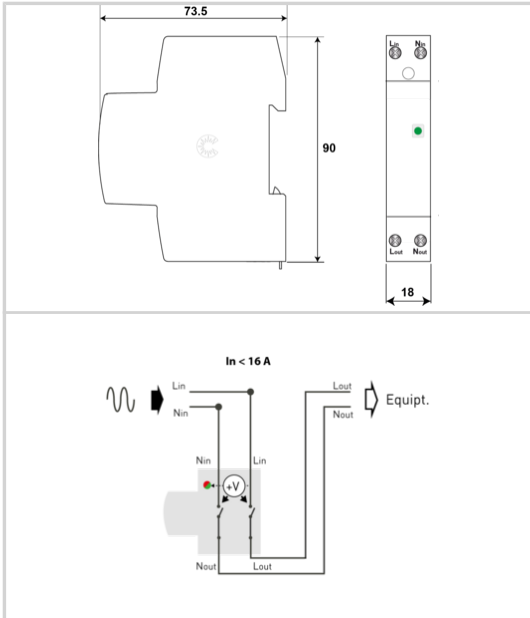 73.5
Lin Nin
90
Lout Nout
18
In < 16 A
Lin
Nin
Lout
Nout
Equipt.
Nin Lin
+V
Nout Lout